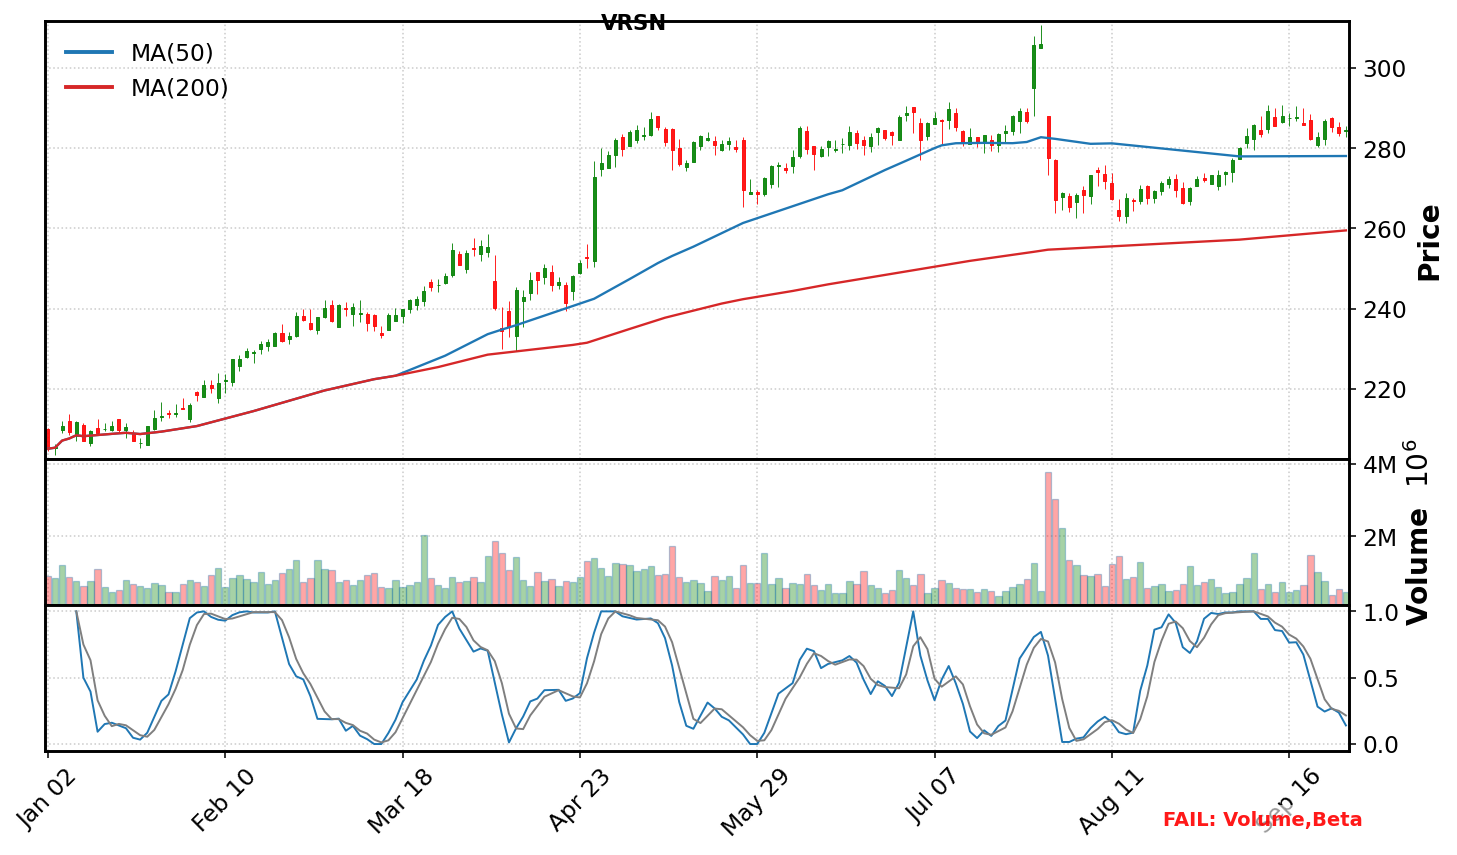 VRSN
MA(50)
MA(200)
300
280
260
240
220
Price
4M
2M
Volume 10⁶
1.0
0.5
0.0
Jan 02
Feb 10
Mar 18
Apr 23
May 29
Jul 07
Aug 11
Sep 16
FAIL: Volume,Beta